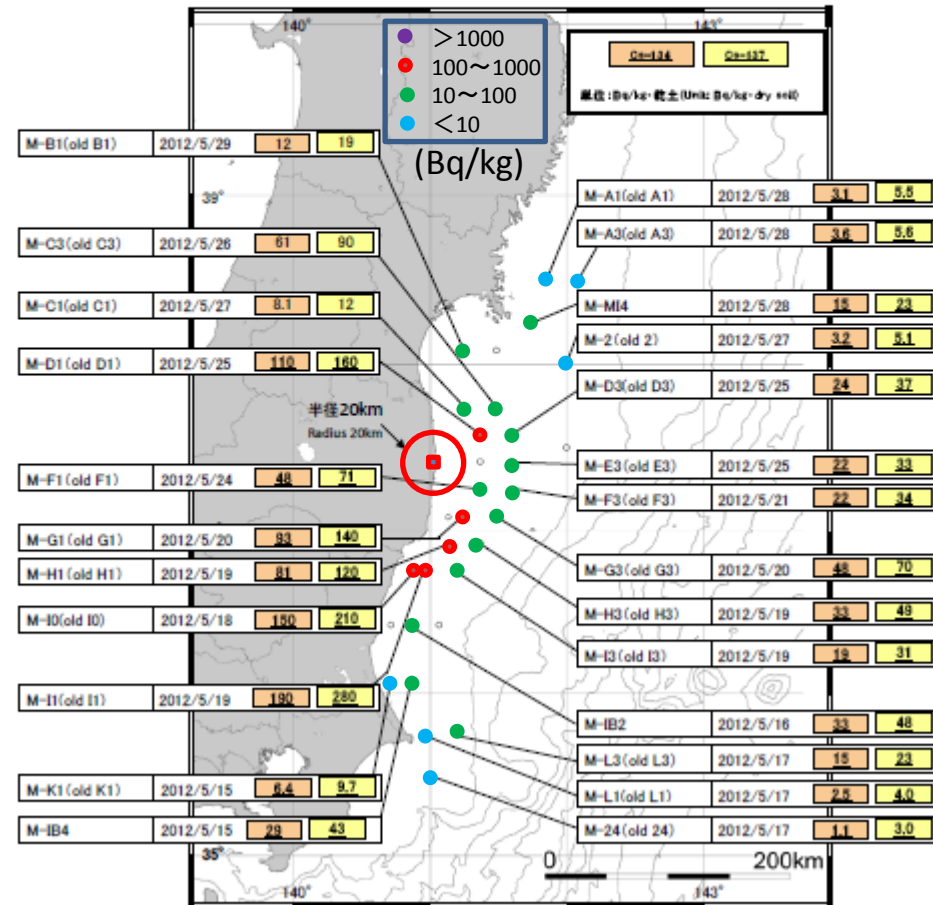 140°
143°
＞1000
100～1000
10～100
＜10
(Bq/kg)
Cs-134 Cs-137
単位：Bq/kg・乾土(Unit: Bq/kg・dry soil)
M-B1(old B1) 2012/5/29 12 19
39°
M-A1(old A1) 2012/5/28 3.1 5.5
M-A3(old A3) 2012/5/28 3.6 5.6
M-C3(old C3) 2012/5/26 61 90
M-C1(old C1) 2012/5/27 8.1 12
M-MI4 2012/5/28 15 23
M-2(old 2) 2012/5/27 3.2 5.1
M-D1(old D1) 2012/5/25 110 160
M-D3(old D3) 2012/5/25 24 37
半径20km
Radius 20km
M-E3(old E3) 2012/5/25 22 33
M-F1(old F1) 2012/5/24 48 71
M-F3(old F3) 2012/5/21 22 34
M-G1(old G1) 2012/5/20 93 140
M-H1(old H1) 2012/5/19 81 120
M-G3(old G3) 2012/5/20 48 70
M-H3(old H3) 2012/5/19 33 49
M-I0(old I0) 2012/5/18 150 210
M-I3(old I3) 2012/5/19 19 31
M-I1(old I1) 2012/5/19 190 280
M-IB2 2012/5/16 33 48
M-L3(old L3) 2012/5/17 15 23
M-K1(old K1) 2012/5/15 6.4 9.7
M-L1(old L1) 2012/5/17 2.5 4.0
M-IB4 2012/5/15 29 43
M-24(old 24) 2012/5/17 1.1 3.0
35°
0 200km
140°
143°